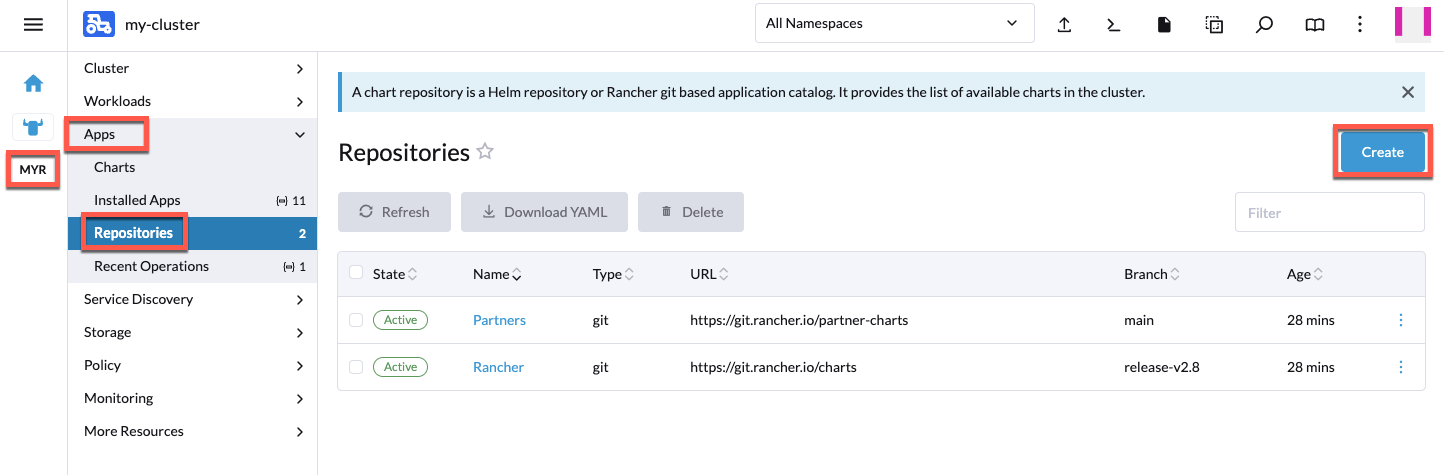 my-cluster
All Namespaces
MYR
Cluster
Workloads
Apps
Charts
Installed Apps 11
Repositories 2
Recent Operations 1
Service Discovery
Storage
Policy
Monitoring
More Resources
A chart repository is a Helm repository or Rancher git based application catalog. It provides the list of available charts in the cluster.
Repositories
Create
Refresh Download YAML Delete
Filter
State Name Type URL Branch Age
Active Partners git https://git.rancher.io/partner-charts main 28 mins
Active Rancher git https://git.rancher.io/charts release-v2.8 28 mins